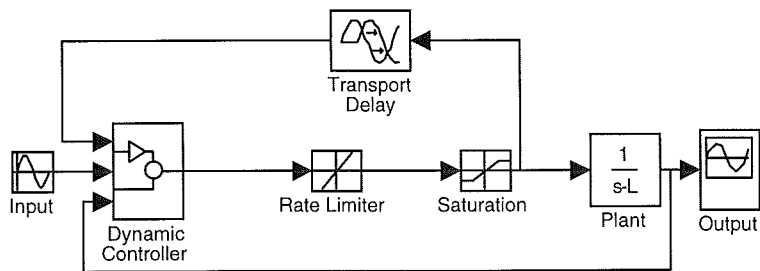 Transport
Delay
Input
Dynamic
Controller
Rate Limiter
Saturation
1
s-L
Plant
Output